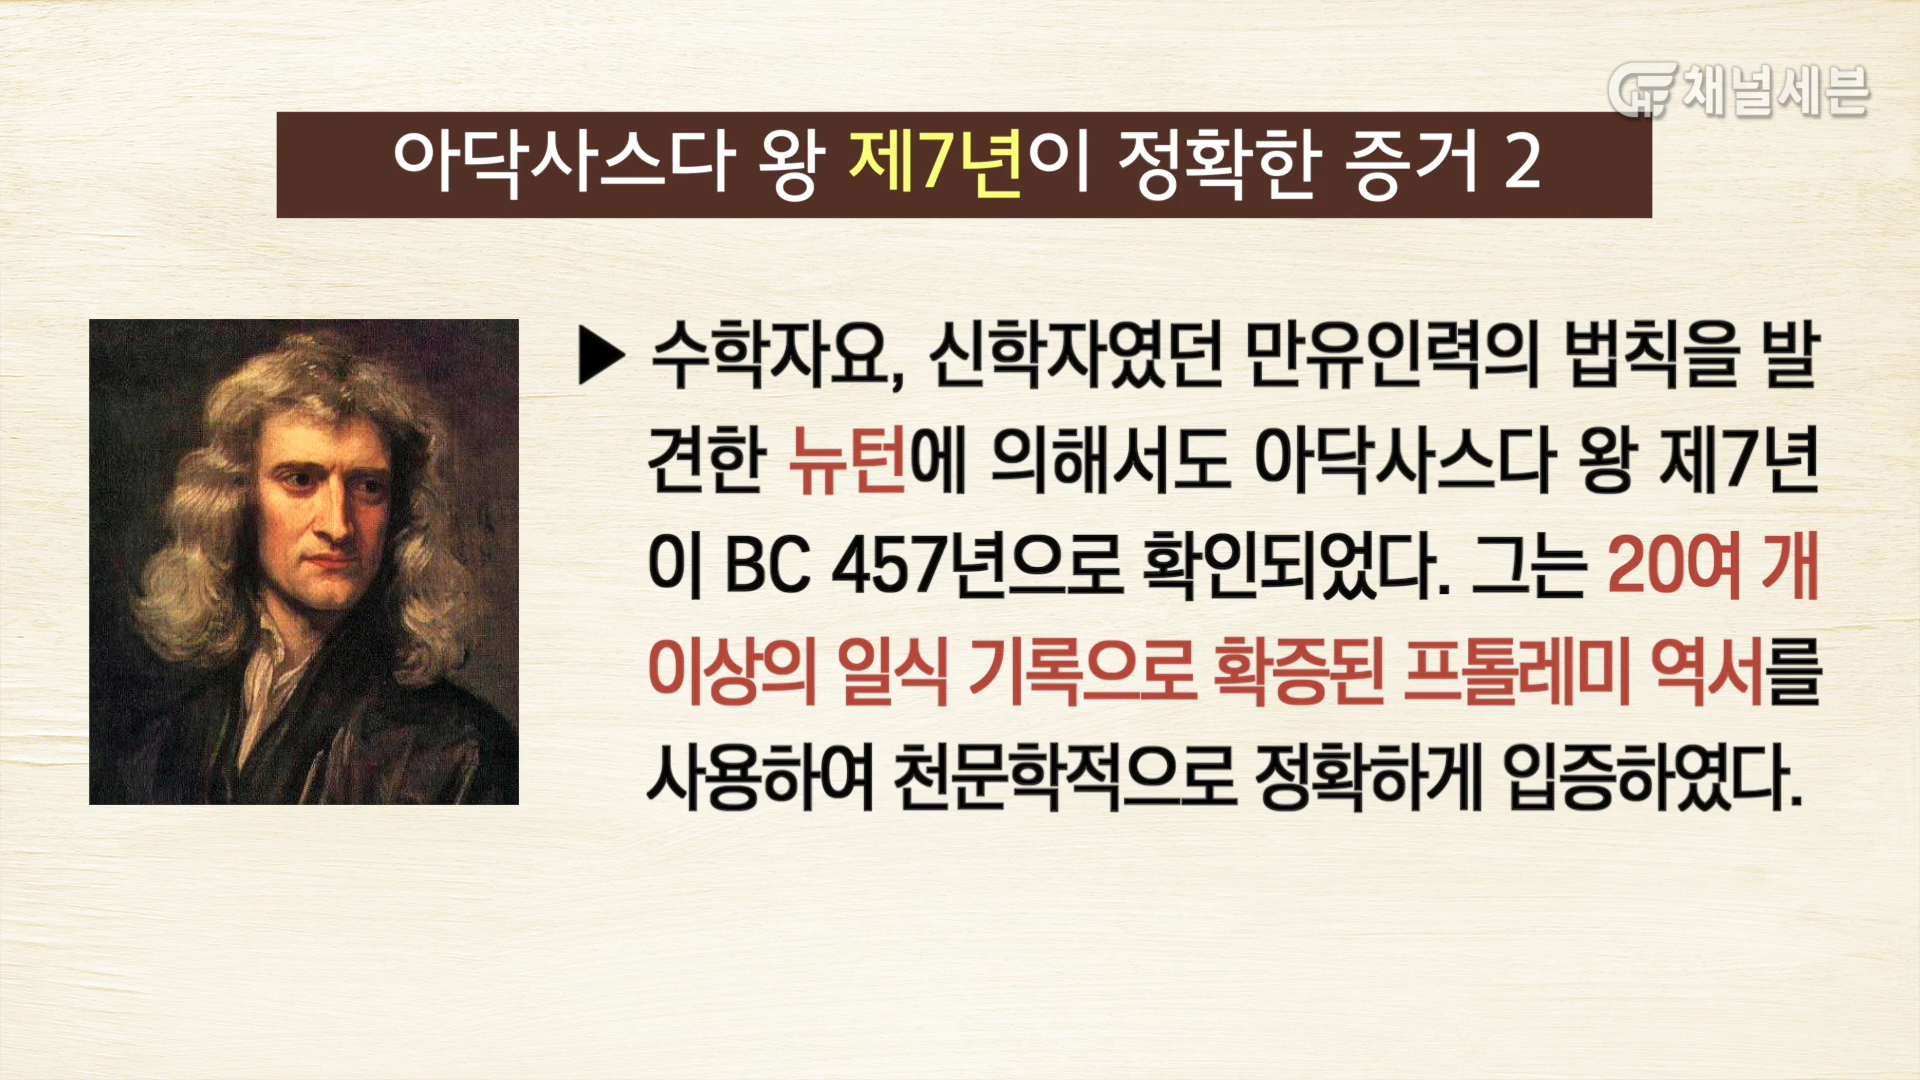 채널세븐
아닥사스다 왕 제7년이 정확한 증거 2
▶ 수학자요, 신학자였던 만유인력의 법칙을 발
견한 뉴턴에 의해서도 아닥사스다 왕 제7년
이 BC 457년으로 확인되었다. 그는 20여 개
이상의 일식 기록으로 확증된 프톨레미 역서를
사용하여 천문학적으로 정확하게 입증하였다.